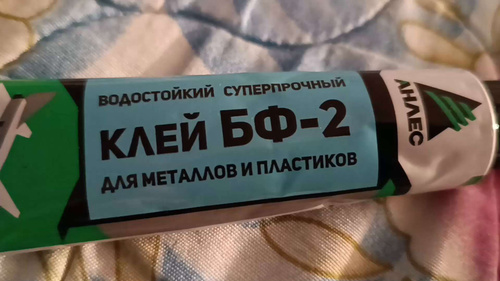 ВОДОСТОЙКИЙ СУПЕРПРОЧНЫЙ
КЛЕЙ БФ-2
ДЛЯ МЕТАЛЛОВ И ПЛАСТИКОВ
АНЛЕС